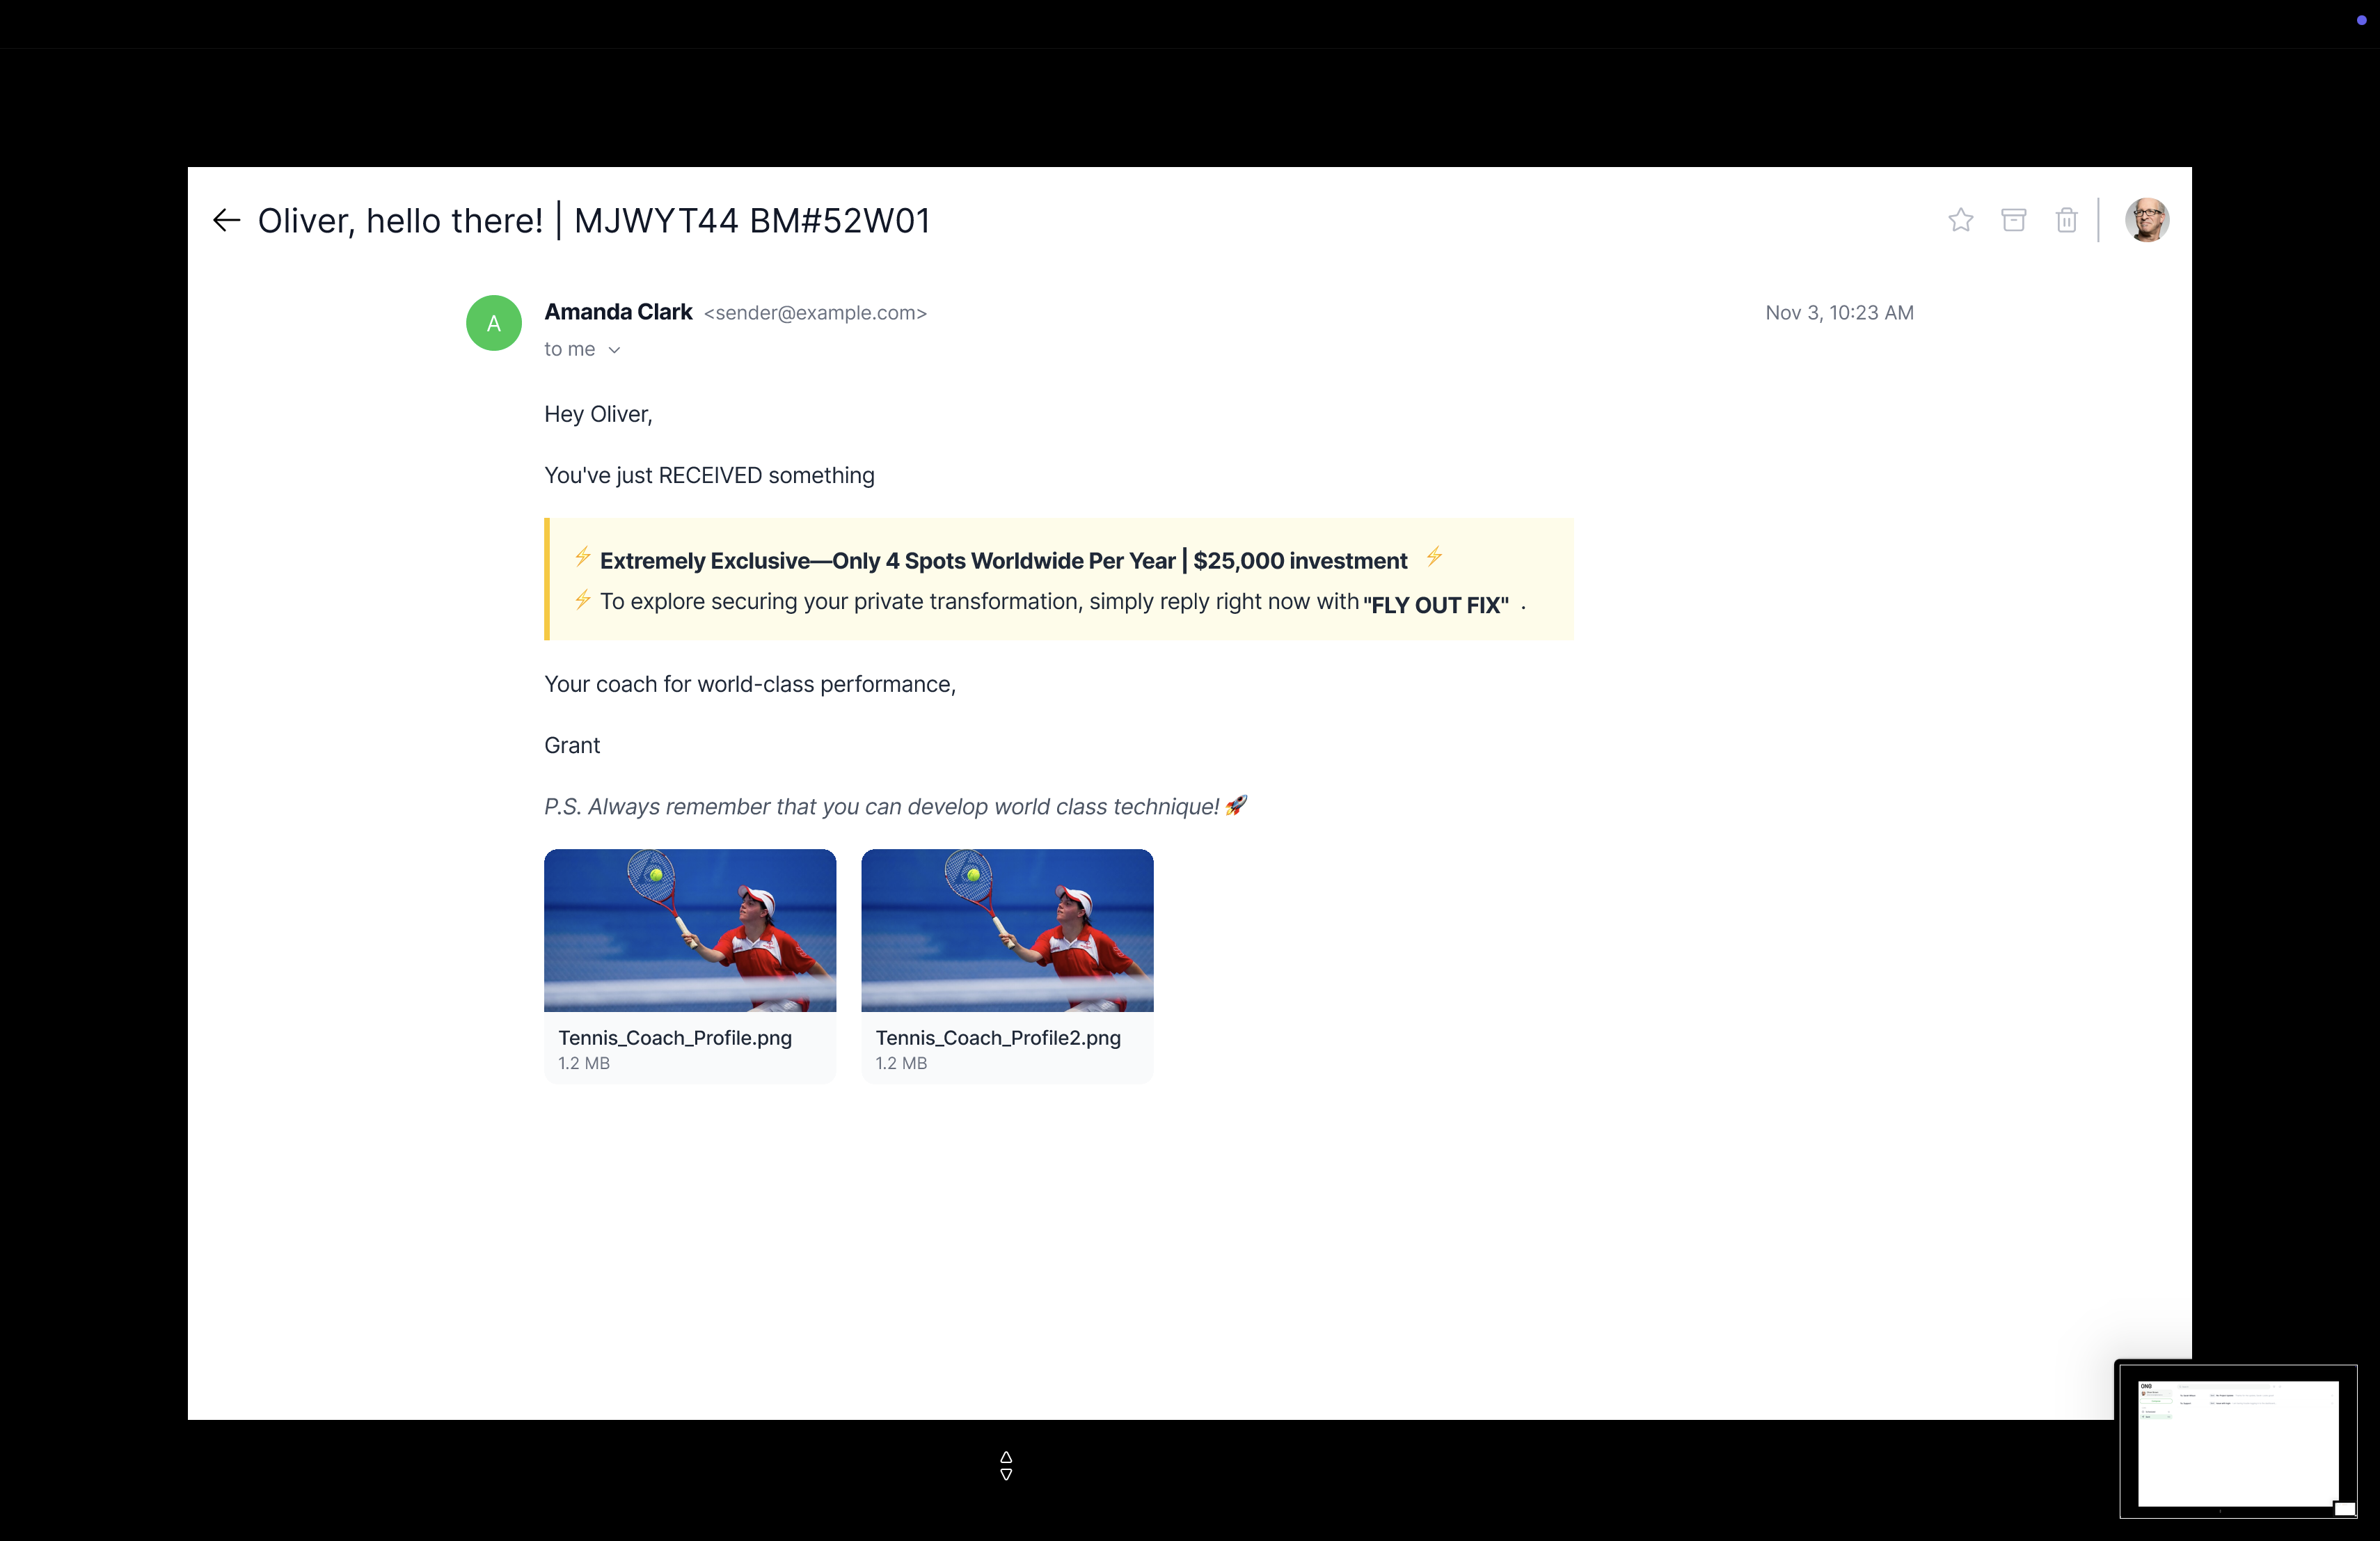 Oliver, hello there! | MJWYT44 BM#52W01
A
Amanda Clark <sender@example.com>
Nov 3, 10:23 AM
to me
Hey Oliver,
You've just RECEIVED something
⚡ Extremely Exclusive—Only 4 Spots Worldwide Per Year | $25,000 investment ⚡
⚡ To explore securing your private transformation, simply reply right now with "FLY OUT FIX" .
Your coach for world-class performance,
Grant
P.S. Always remember that you can develop world class technique! 🚀
Tennis_Coach_Profile.png
1.2 MB
Tennis_Coach_Profile2.png
1.2 MB